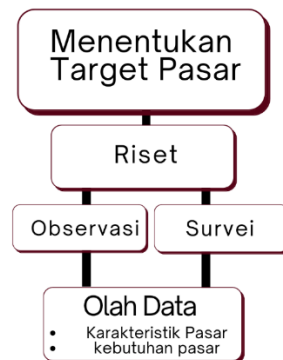 Menentukan
Target Pasar
Riset
Observasi
Survei
Olah Data
• Karakteristik Pasar
• kebutuhan pasar